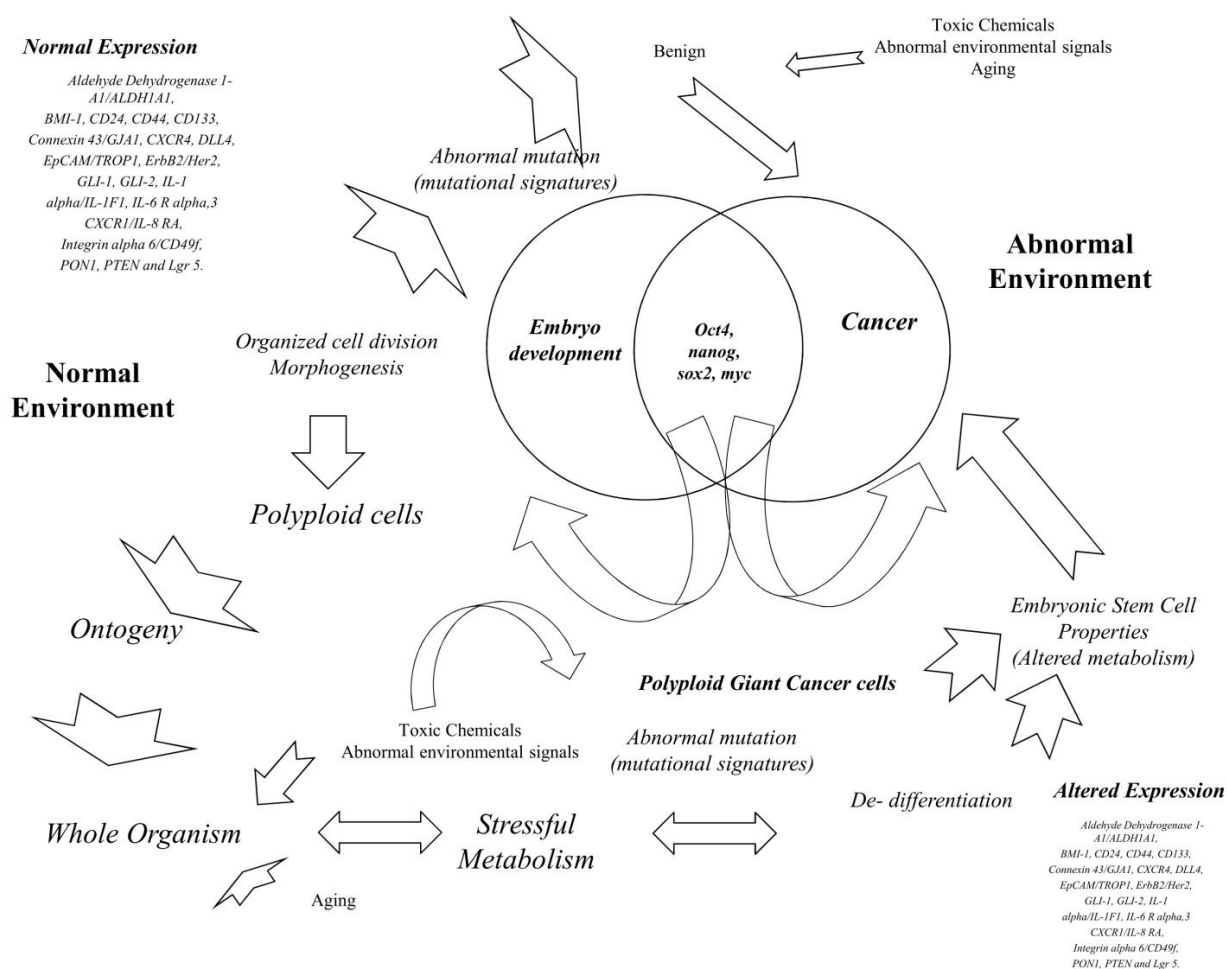 Normal Expression
Aldehyde Dehydrogenase 1-
A1/ALDH1A1,
BMI-1, CD24, CD44, CD133,
Connexin 43/GJA1, CXCR4, DLL4,
EpCAM/TROP1, ErbB2/Her2,
GLI-1, GLI-2, IL-1
alpha/IL-1F1, IL-6 R alpha,3
CXCR1/IL-8 RA,
Integrin alpha 6/CD49f,
PON1, PTEN and Lgr 5.
Benign
Toxic Chemicals
Abnormal environmental signals
Aging
Abnormal mutation
(mutational signatures)
Abnormal
Environment
Embryo
development
Oct4,
nanog,
sox2, myc
Cancer
Organized cell division
Morphogenesis
Normal
Environment
Polyploid cells
Ontogeny
Embryonic Stem Cell
Properties
(Altered metabolism)
Polyploid Giant Cancer cells
Toxic Chemicals
Abnormal environmental signals
Abnormal mutation
(mutational signatures)
De- differentiation
Whole Organism
Stressful
Metabolism
Aging
Altered Expression
Aldehyde Dehydrogenase 1-
A1/ALDH1A1,
BMI-1, CD24, CD44, CD133,
Connexin 43/GJA1, CXCR4, DLL4,
EpCAM/TROP1, ErbB2/Her2,
GLI-1, GLI-2, IL-1
alpha/IL-1F1, IL-6 R alpha,3
CXCR1/IL-8 RA,
Integrin alpha 6/CD49f,
PON1, PTEN and Lgr 5.